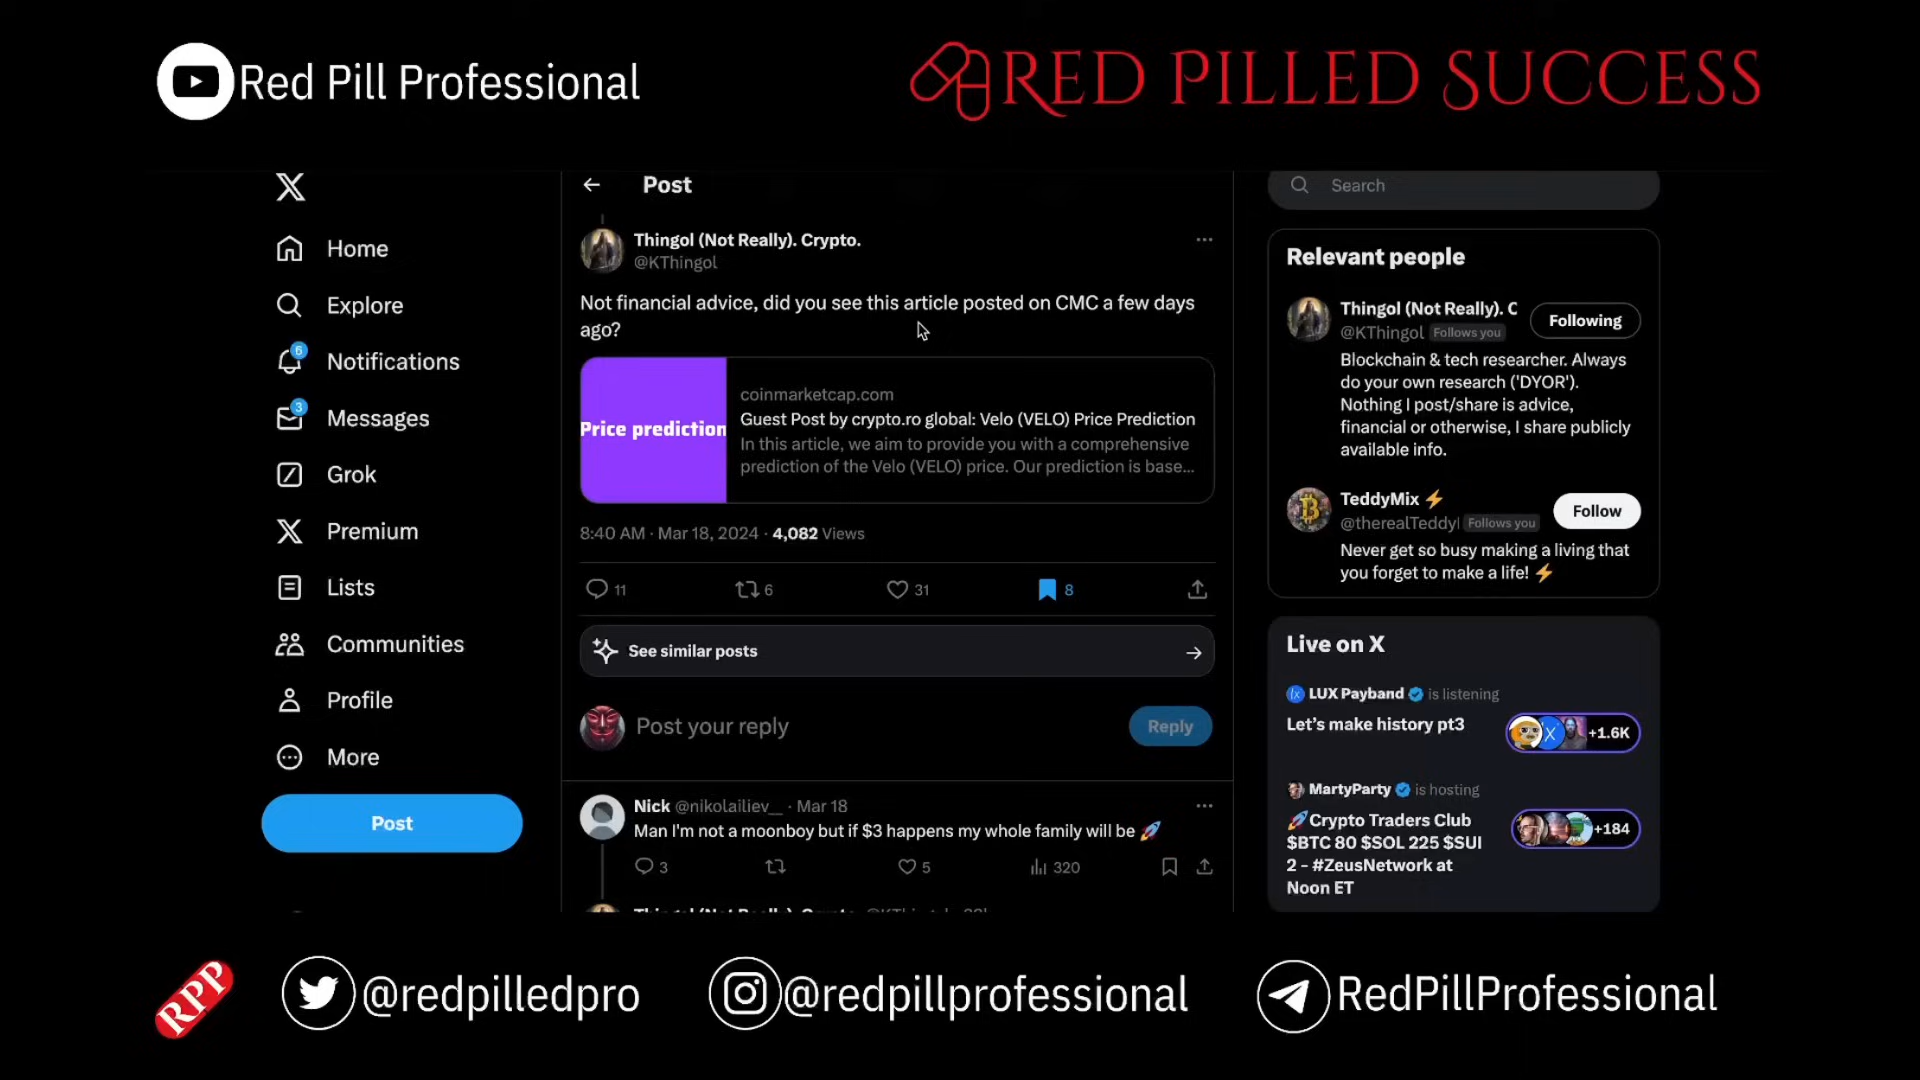 Red Pill Professional
RED PILLED SUCCESS
Home
Explore
6
Notifications
3
Messages
Grok
Premium
Lists
Communities
Profile
More
Post
Post
Thingol (Not Really). Crypto.
@KThingol
Not financial advice, did you see this article posted on CMC a few days
ago?
Price prediction
coinmarketcap.com
Guest Post by crypto.ro global: Velo (VELO) Price Prediction
In this article, we aim to provide you with a comprehensive
prediction of the Velo (VELO) price. Our prediction is base...
8:40 AM · Mar 18, 2024 · 4,082 Views
11 6 31 8
See similar posts
Post your reply
Reply
Nick @nikolailiev__ · Mar 18
Man I'm not a moonboy but if $3 happens my whole family will be 🚀
3 5 320
Search
Relevant people
Thingol (Not Really). C
@KThingol Follows you
Following
Blockchain & tech researcher. Always
do your own research ('DYOR').
Nothing I post/share is advice,
financial or otherwise, I share publicly
available info.
TeddyMix ⚡
@therealTeddy Follows you
Follow
Never get so busy making a living that
you forget to make a life! ⚡
Live on X
LUX Payband is listening
Let's make history pt3
+1.6K
MartyParty is hosting
🚀Crypto Traders Club
$BTC 80 $SOL 225 $SUI
2 - #ZeusNetwork at
Noon ET
+184
RPP
@redpilledpro
@redpillprofessional
RedPillProfessional